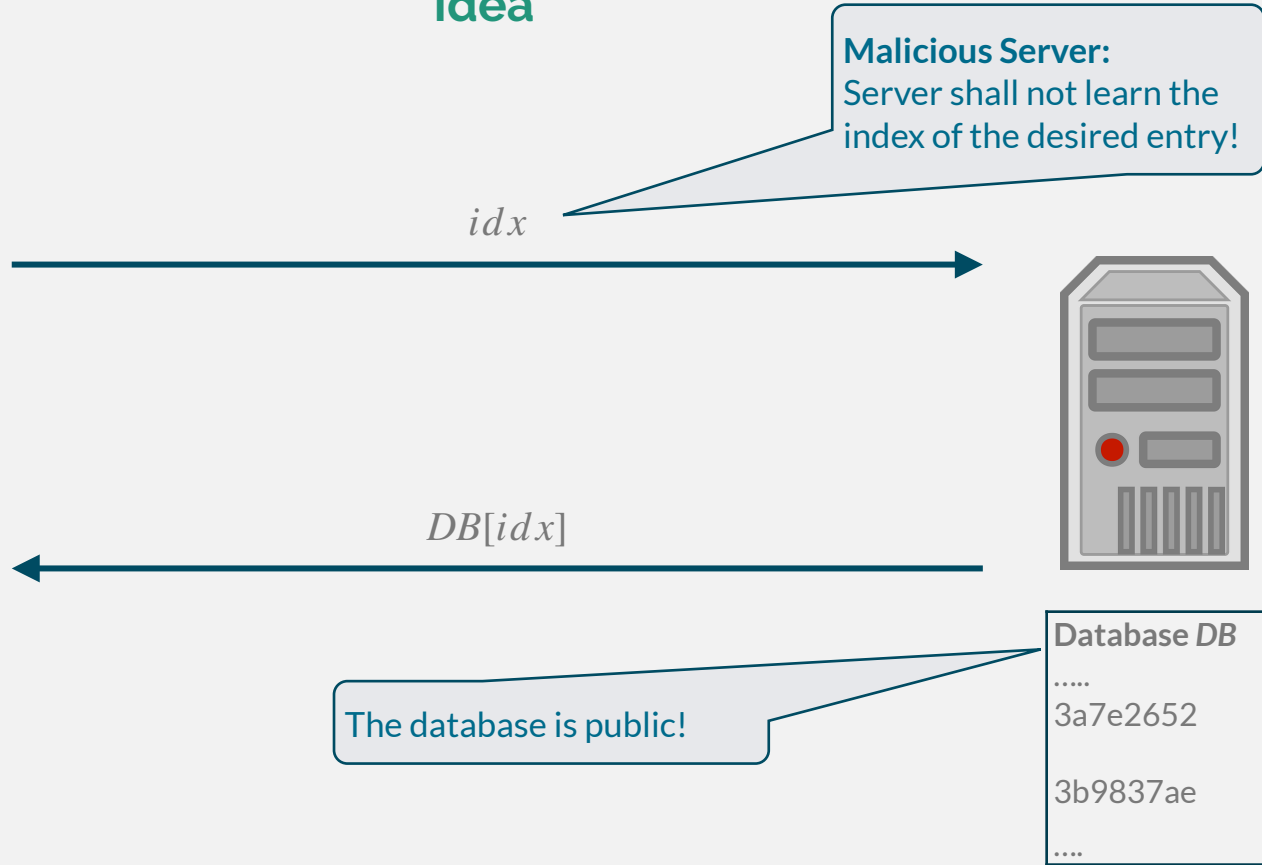 idea
Malicious Server:
Server shall not learn the
index of the desired entry!
idx
DB[idx]
The database is public!
Database DB
.....
3a7e2652
3b9837ae
....